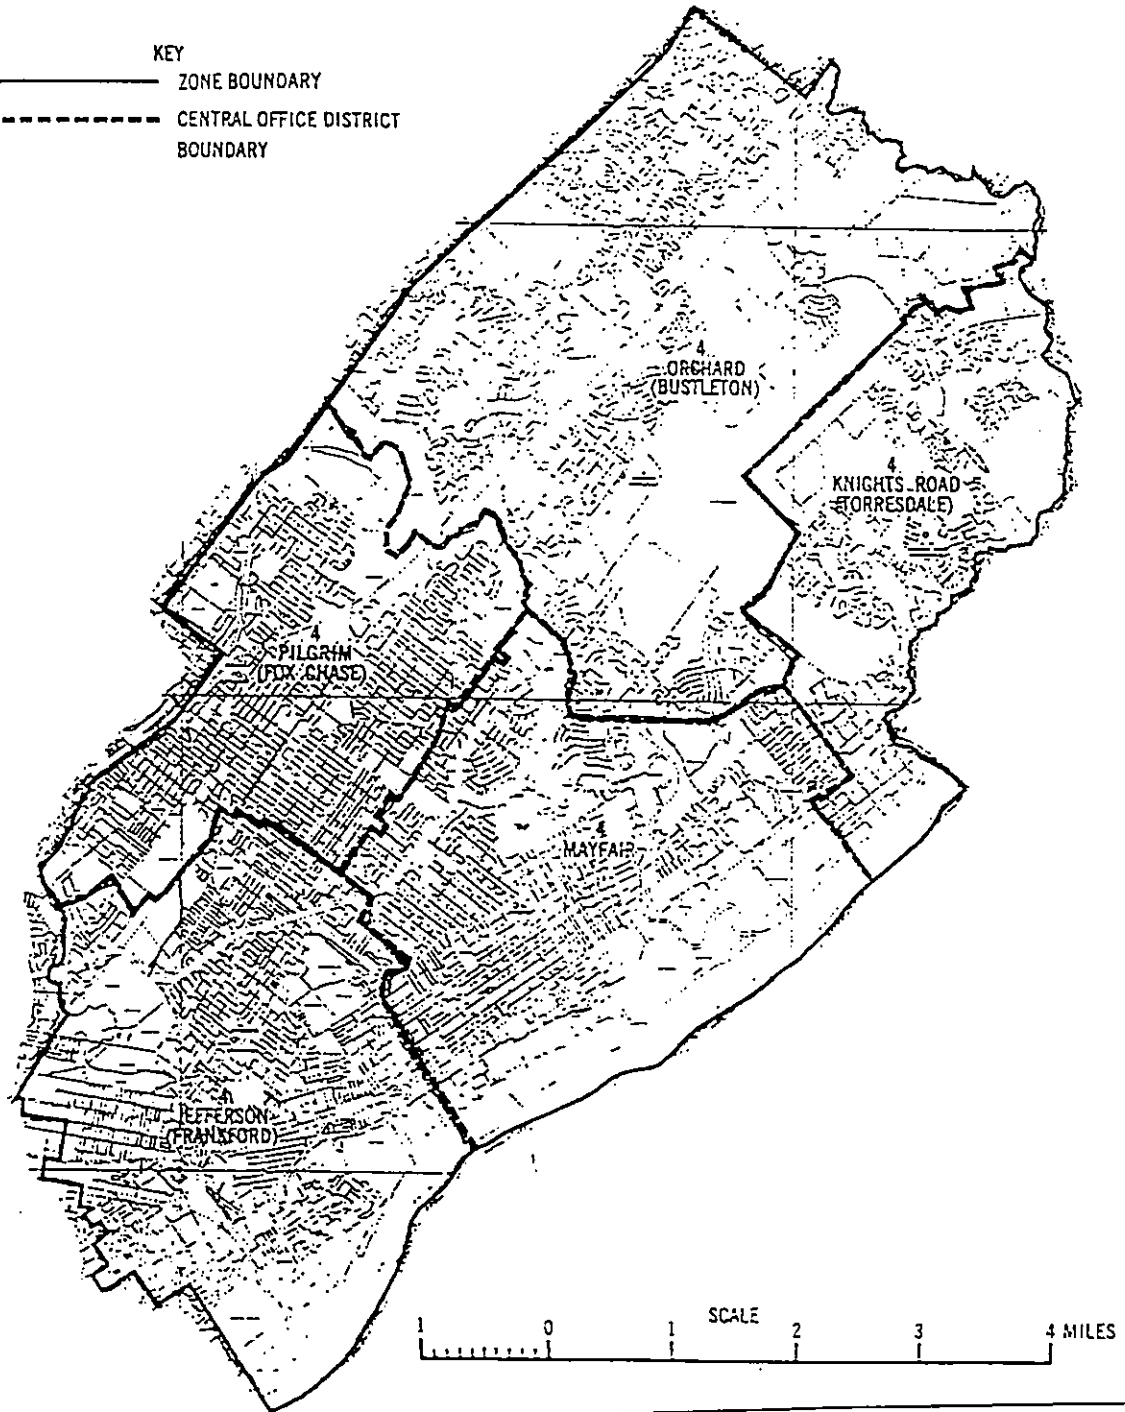 KEY
ZONE BOUNDARY
CENTRAL OFFICE DISTRICT
BOUNDARY
4
ORCHARD
(BUSTLETON)
4
KNIGHTS ROAD
(TORRESDALE)
4
PILGRIM
(FOX CHASE)
4
MAYFAIR
4
JEFFERSON
(FRANKFORD)
SCALE
1 0 1 2 3 4 MILES